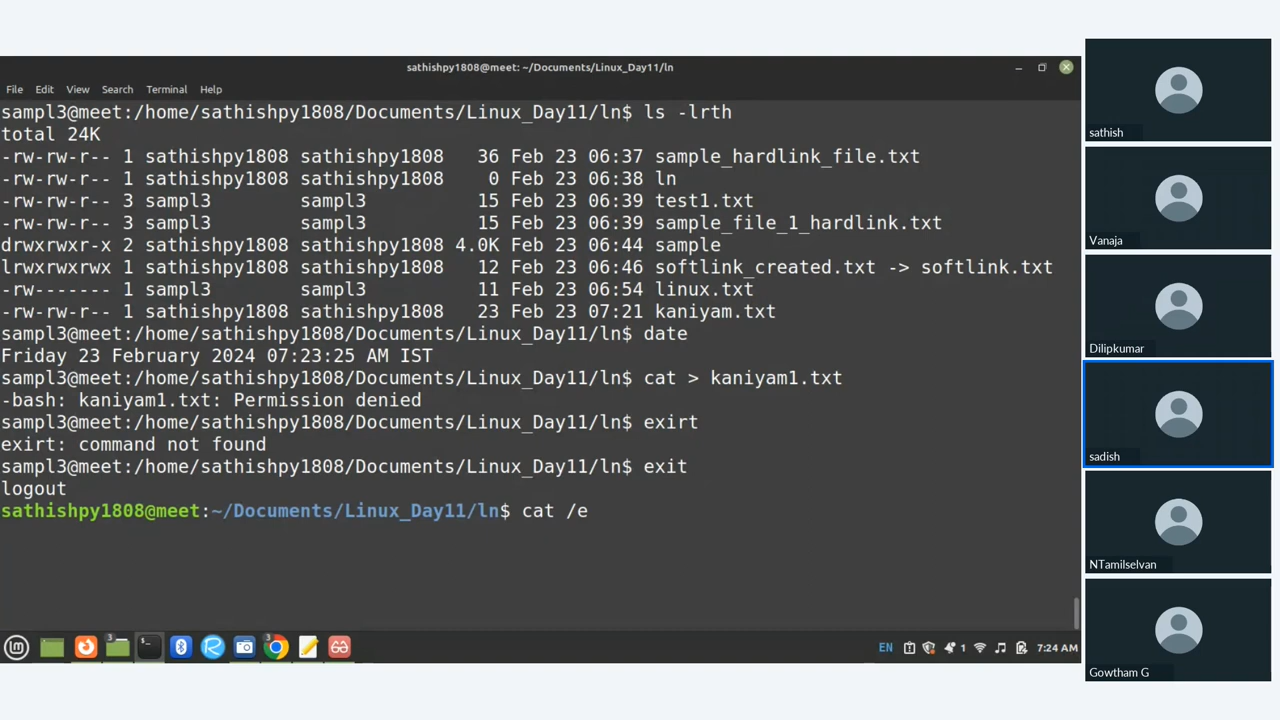 sathishpy1808@meet: ~/Documents/Linux_Day11/ln
File Edit View Search Terminal Help
sampl3@meet:/home/sathishpy1808/Documents/Linux_Day11/ln$ ls -lrth
total 24K
-rw-rw-r-- 1 sathishpy1808 sathishpy1808   36 Feb 23 06:37 sample_hardlink_file.txt
-rw-rw-r-- 1 sathishpy1808 sathishpy1808    0 Feb 23 06:38 ln
-rw-rw-r-- 3 sampl3        sampl3          15 Feb 23 06:39 test1.txt
-rw-rw-r-- 3 sampl3        sampl3          15 Feb 23 06:39 sample_file_1_hardlink.txt
drwxrwxr-x 2 sathishpy1808 sathishpy1808 4.0K Feb 23 06:44 sample
lrwxrwxrwx 1 sathishpy1808 sathishpy1808   12 Feb 23 06:46 softlink_created.txt -> softlink.txt
-rw------- 1 sampl3        sampl3          11 Feb 23 06:54 linux.txt
-rw-rw-r-- 1 sathishpy1808 sathishpy1808   23 Feb 23 07:21 kaniyam.txt
sampl3@meet:/home/sathishpy1808/Documents/Linux_Day11/ln$ date
Friday 23 February 2024 07:23:25 AM IST
sampl3@meet:/home/sathishpy1808/Documents/Linux_Day11/ln$ cat > kaniyam1.txt
-bash: kaniyam1.txt: Permission denied
sampl3@meet:/home/sathishpy1808/Documents/Linux_Day11/ln$ exirt
exirt: command not found
sampl3@meet:/home/sathishpy1808/Documents/Linux_Day11/ln$ exit
logout
sathishpy1808@meet:~/Documents/Linux_Day11/ln$ cat /e
3 3 EN 1 7:24 AM
sathish
Vanaja
Dilipkumar
sadish
NTamilselvan
Gowtham G